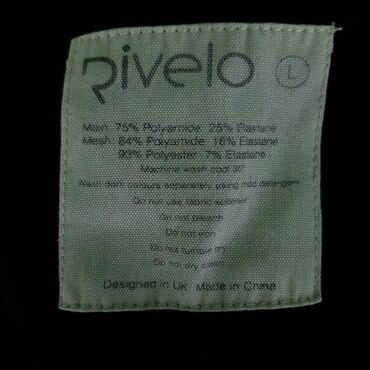 Rivelo L
Main: 75% Polyamide 25% Elastane
Mesh: 84% Polyamide 16% Elastane
93% Polyester 7% Elastane
Machine wash cool 30°
Wash dark colours seperately using mild detergent
Do not use fabric softener
Do not bleach
Do not iron
Do not tumble dry
Do not dry clean
Designed in UK Made in China